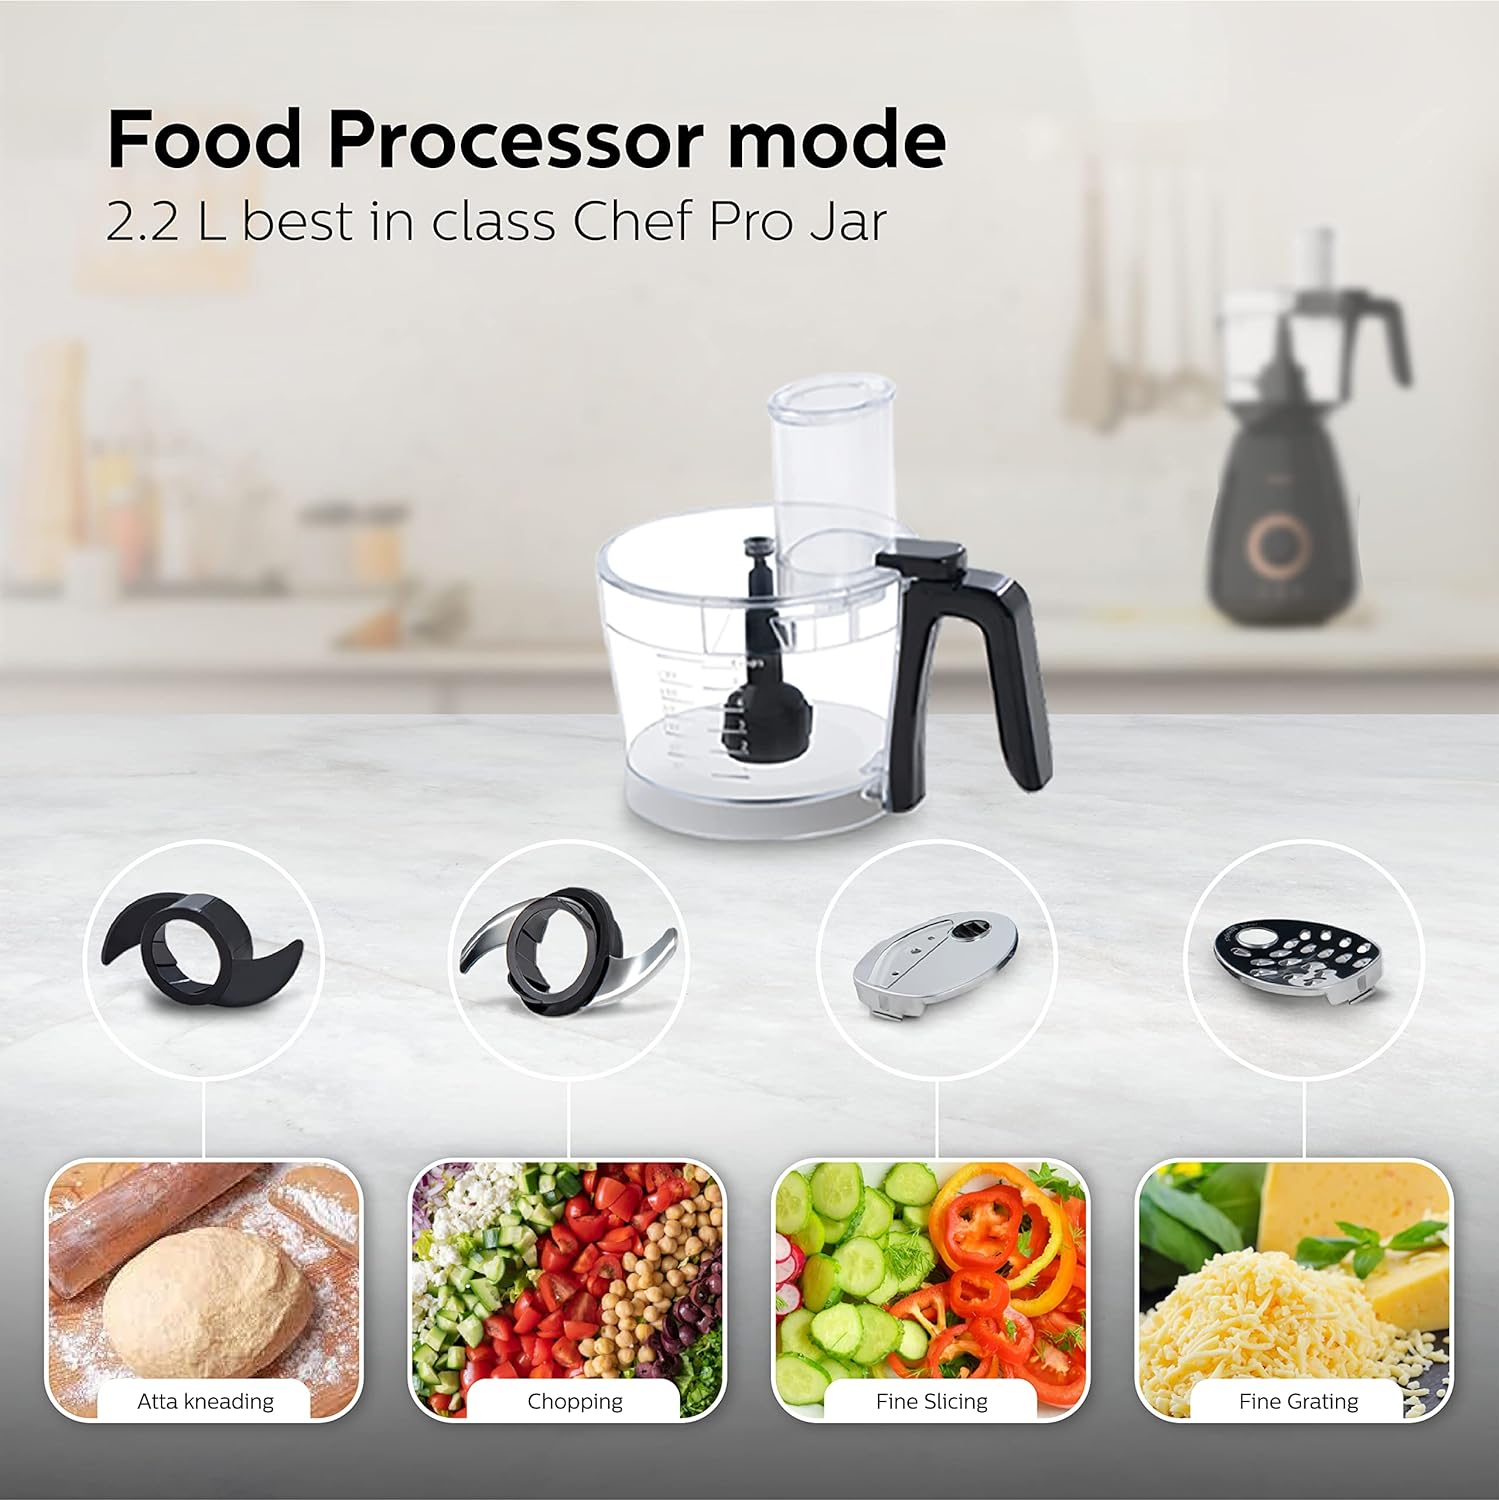 Food Processor mode
2.2 L best in class Chef Pro Jar
Atta kneading
Chopping
Fine Slicing
Fine Grating